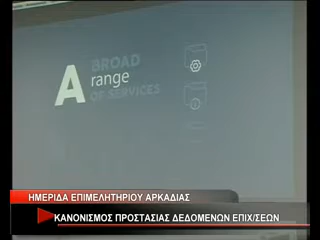 A BROAD
range
OF SERVICES
ΗΜΕΡΙΔΑ ΕΠΙΜΕΛΗΤΗΡΙΟΥ ΑΡΚΑΔΙΑΣ
ΚΑΝΟΝΙΣΜΟΣ ΠΡΟΣΤΑΣΙΑΣ ΔΕΔΟΜΕΝΩΝ ΕΠΙΧ/ΣΕΩΝ